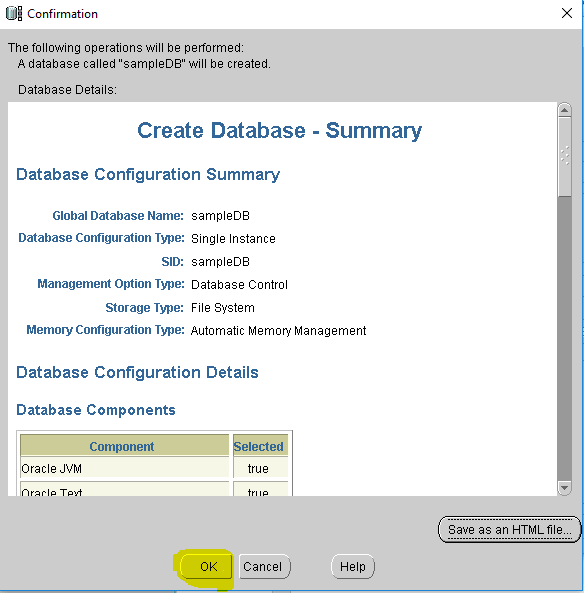 Confirmation
The following operations will be performed:
A database called "sampleDB" will be created.
Database Details:
Create Database - Summary
Database Configuration Summary
Global Database Name: sampleDB
Database Configuration Type: Single Instance
SID: sampleDB
Management Option Type: Database Control
Storage Type: File System
Memory Configuration Type: Automatic Memory Management
Database Configuration Details
Database Components
Component Selected
Oracle JVM true
Oracle Text true
Save as an HTML file...
OK Cancel Help